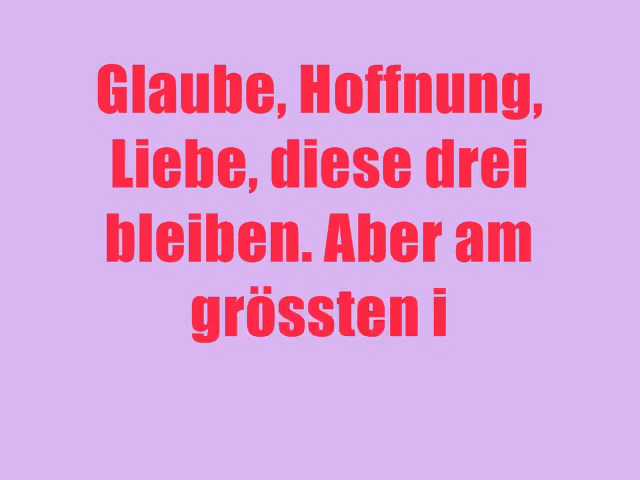 Glaube, Hoffnung,
Liebe, diese drei
bleiben. Aber am
grössten i